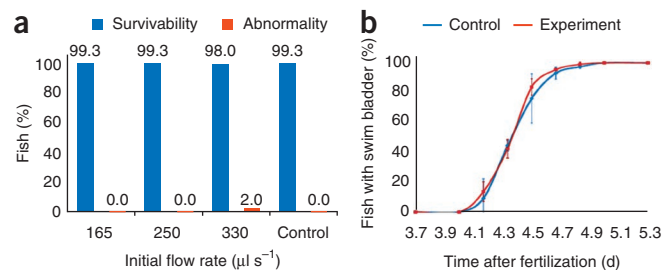 a
Survivability Abnormality
99.3 99.3 98.0 99.3
0.0 0.0 2.0 0.0
Fish (%)
100
80
60
40
20
0
165 250 330 Control
Initial flow rate (µl s⁻¹)
b
Control Experiment
Fish with swim bladder (%)
100
80
60
40
20
0
3.7 3.9 4.1 4.3 4.5 4.7 4.9 5.1 5.3
Time after fertilization (d)